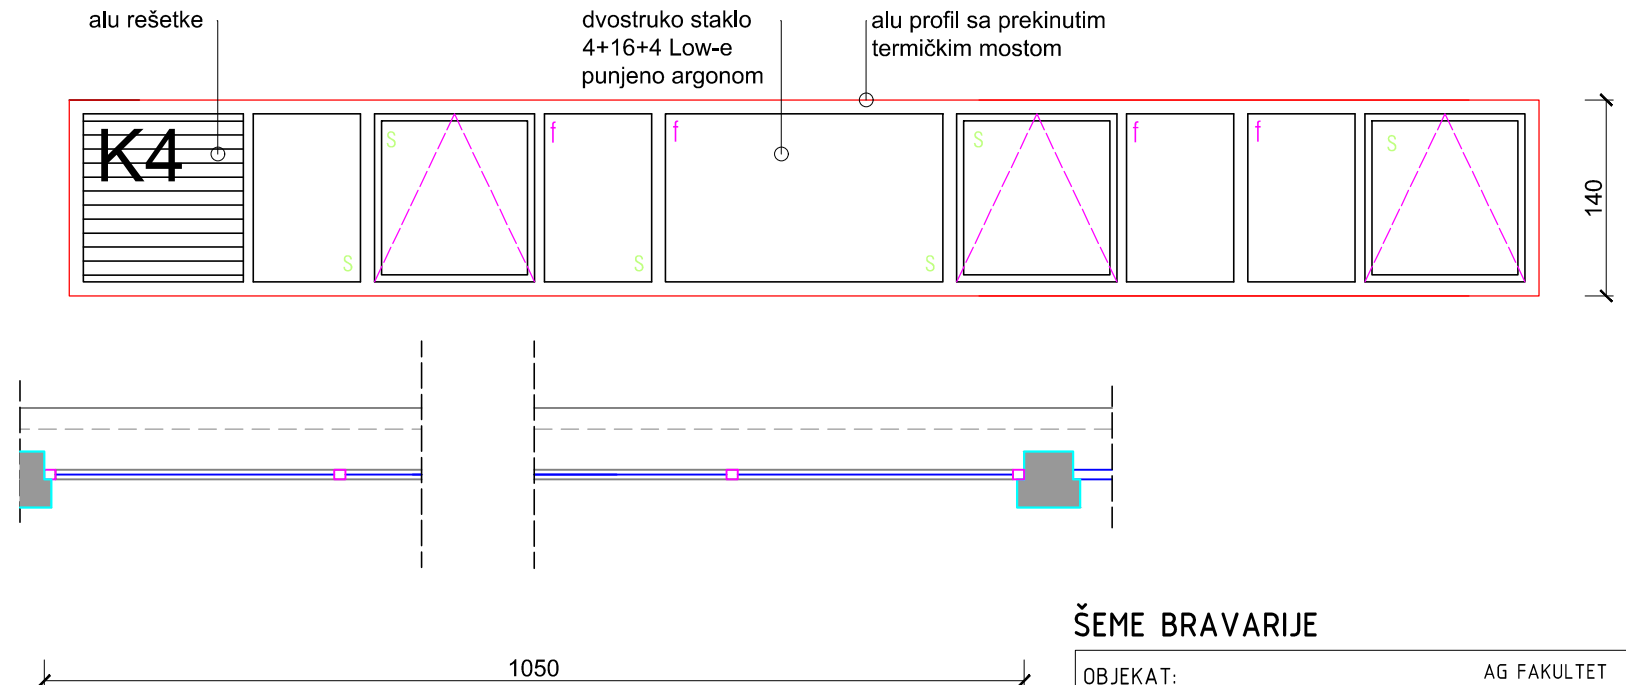 alu rešetke
dvostruko staklo
4+16+4 Low-e
punjeno argonom
alu profil sa prekinutim
termičkim mostom
K4
S
S
f
S
f
S
S
f
f
S
140
1050
ŠEME BRAVARIJE
OBJEKAT: AG FAKULTET